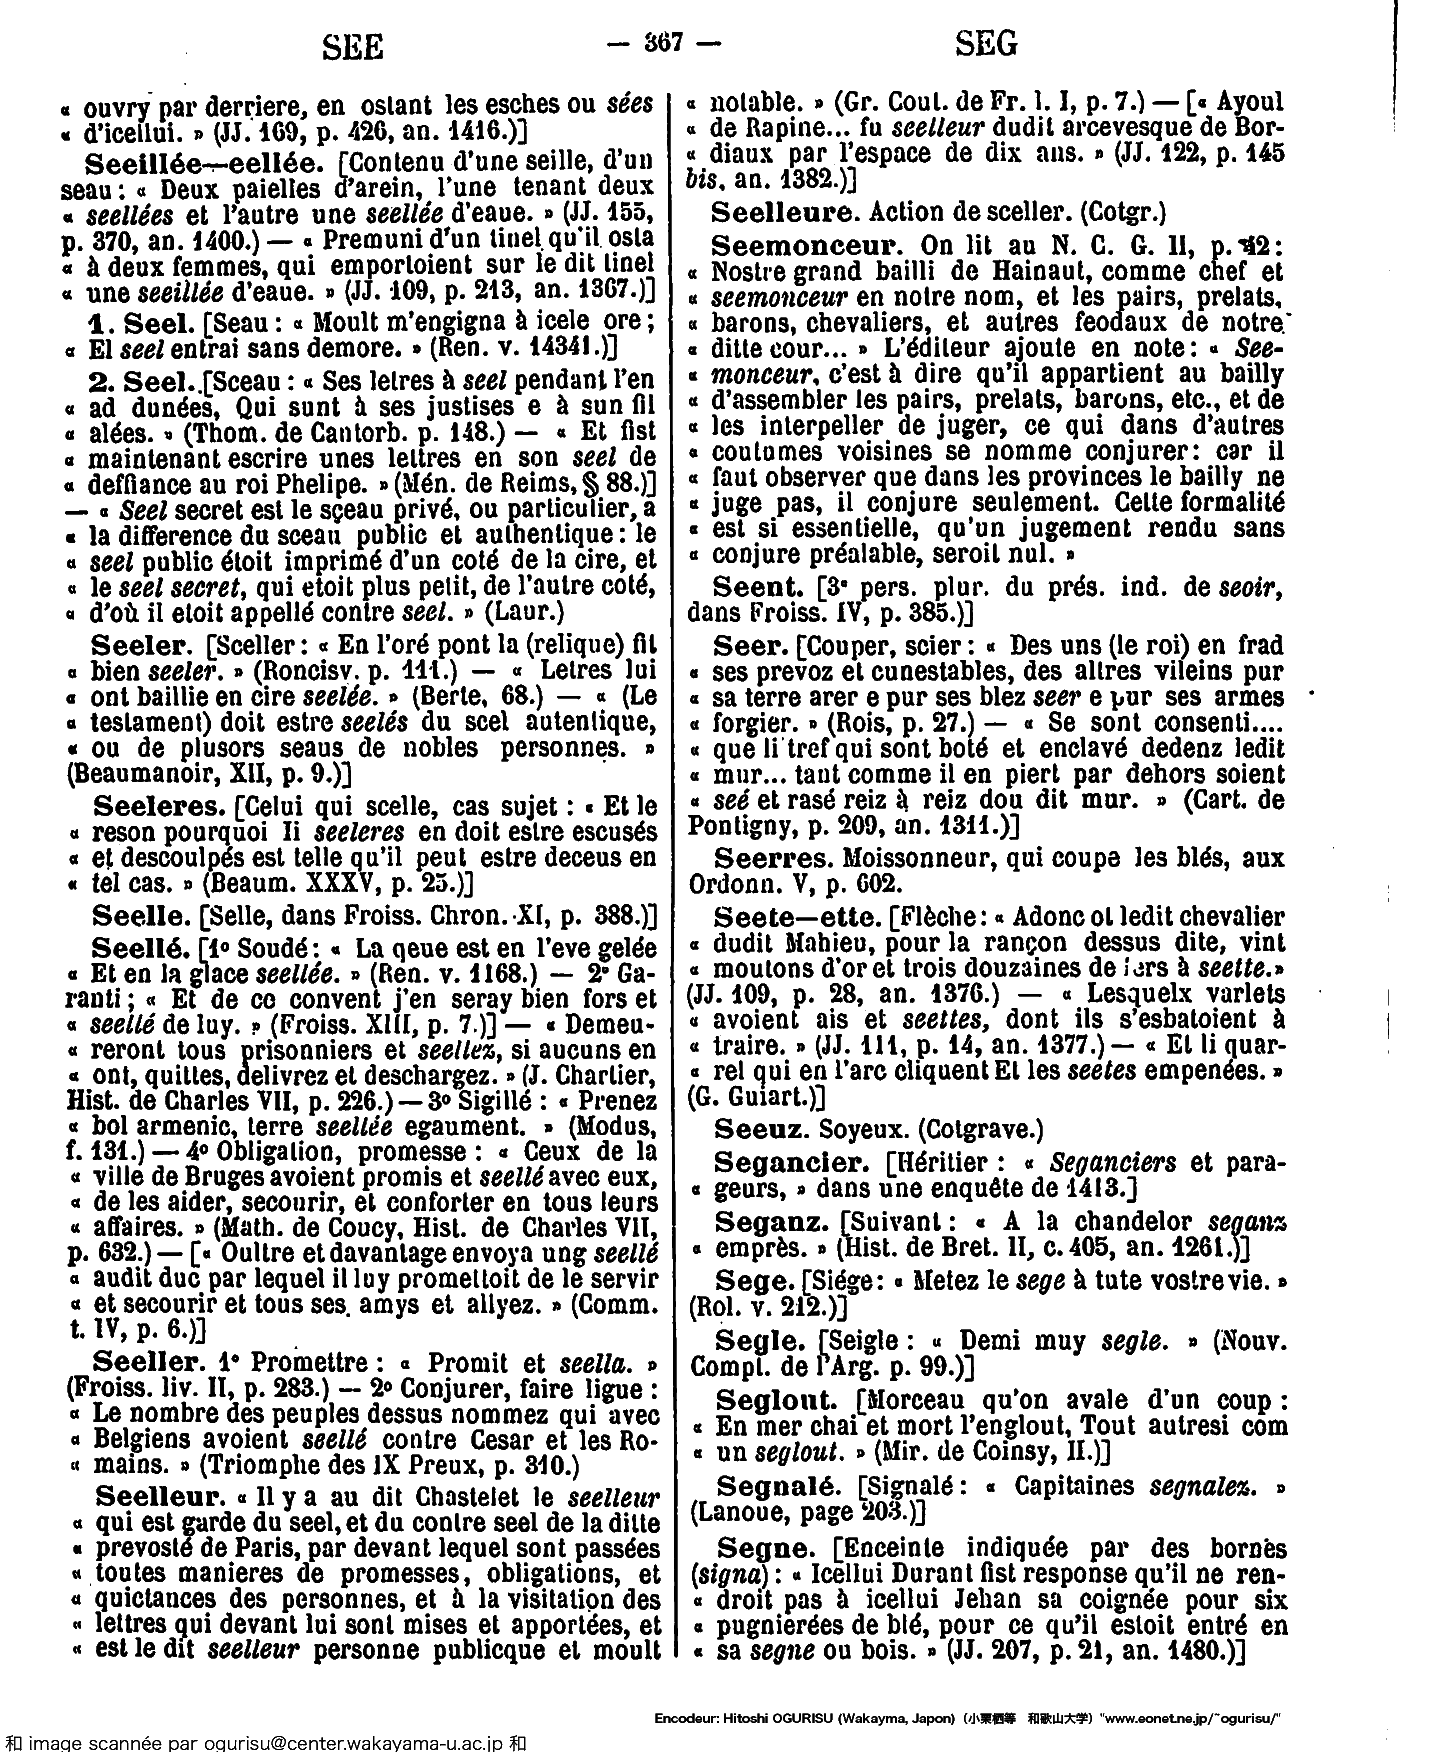 SEE — 367 — SEG
« ouvry par derriere, en ostant les esches ou sées
« d'icellui. » (JJ. 169, p. 426, an. 1416.)]
Seeillée—eellée. [Contenu d'une seille, d'un
seau : « Deux paielles d'arein, l'une tenant deux
« seellées et l'autre une seellée d'eaue. » (JJ. 155,
p. 370, an. 1400.) — « Premuni d'un tinel qu'il osta
« à deux femmes, qui emportoient sur le dit tinel
« une seeillée d'eaue. » (JJ. 109, p. 213, an. 1367.)]
1. Seel. [Seau : « Moult m'engigna à icele ore ;
« El seel entrai sans demore. » (Ren. v. 14341.)]
2. Seel. [Sceau : « Ses letres à seel pendant l'en
« ad dunées, Qui sunt à ses justises e à sun fil
« alées. » (Thom. de Cantorb. p. 148.) — « Et fist
« maintenant escrire unes lettres en son seel de
« deffiance au roi Phelipe. » (Mén. de Reims, § 88.)]
— « Seel secret est le sceau privé, ou particulier, a
« la difference du sceau public et authentique : le
« seel public étoit imprimé d'un coté de la cire, et
« le seel secret, qui etoit plus petit, de l'autre coté,
« d'où il etoit appellé contre seel. » (Laur.)
Seeler. [Sceller : « En l'oré pont la (relique) fit
« bien seeler. » (Roncisv. p. 111.) — « Letres lui
« ont baillie en cire seelée. » (Berte, 68.) — « (Le
« testament) doit estre seelés du scel autentique,
« ou de plusors seaus de nobles personnes. »
(Beaumanoir, XII, p. 9.)]
Seeleres. [Celui qui scelle, cas sujet : « Et le
« reson pourquoi li seeleres en doit estre escusés
« et descoulpés est telle qu'il peut estre deceus en
« tel cas. » (Beaum. XXXV, p. 25.)]
Seelle. [Selle, dans Froiss. Chron. XI, p. 388.)]
Seellé. [1º Soudé : « La qeue est en l'eve gelée
« Et en la glace seellée. » (Ren. v. 1168.) — 2º Ga-
ranti ; « Et de ce convent j'en seray bien fors et
« seellé de luy. » (Froiss. XIII, p. 7.)] — « Demeu-
« reront tous prisonniers et seellez, si aucuns en
« ont, quittes, delivrez et deschargez. » (J. Chartier,
Hist. de Charles VII, p. 226.) — 3º Sigillé : « Prenez
« bol armenic, terre seellée egaument. » (Modus,
f. 131.) — 4º Obligation, promesse : « Ceux de la
« ville de Bruges avoient promis et seellé avec eux,
« de les aider, secourir, et conforter en tous leurs
« affaires. » (Math. de Coucy, Hist. de Charles VII,
p. 632.) — [« Oultre et davantage envoya ung seellé
« audit duc par lequel il luy promettoit de le servir
« et secourir et tous ses amys et allyez. » (Comm.
t. IV, p. 6.)]
Seeller. 1º Promettre : « Promit et seella. »
(Froiss. liv. II, p. 283.) — 2º Conjurer, faire ligue :
« Le nombre des peuples dessus nommez qui avec
« Belgiens avoient seellé contre Cesar et les Ro-
« mains. » (Triomphe des IX Preux, p. 310.)
Seelleur. « Il y a au dit Chastelet le seelleur
« qui est garde du seel, et du contre seel de la ditte
« prevosté de Paris, par devant lequel sont passées
« toutes manieres de promesses, obligations, et
« quictances des personnes, et à la visitation des
« lettres qui devant lui sont mises et apportées, et
« est le dit seelleur personne publicque et moult
« notable. » (Gr. Cout. de Fr. l. I, p. 7.) — [« Ayoul
« de Rapine... fu seelleur dudit arcevesque de Bor-
« diaux par l'espace de dix ans. » (JJ. 122, p. 145
bis, an. 1382.)]
Seelleure. Action de sceller. (Cotgr.)
Seemonceur. On lit au N. C. G. II, p. 42 :
« Nostre grand bailli de Hainaut, comme chef et
« seemonceur en notre nom, et les pairs, prelats,
« barons, chevaliers, et autres feodaux de notre
« ditte cour... » L'éditeur ajoute en note : « See-
« monceur, c'est à dire qu'il appartient au bailly
« d'assembler les pairs, prelats, barons, etc., et de
« les interpeller de juger, ce qui dans d'autres
« coutumes voisines se nomme conjurer : car il
« faut observer que dans les provinces le bailly ne
« juge pas, il conjure seulement. Cette formalité
« est si essentielle, qu'un jugement rendu sans
« conjure préalable, seroit nul. »
Seent. [3ᵉ pers. plur. du prés. ind. de seoir,
dans Froiss. IV, p. 385.)]
Seer. [Couper, scier : « Des uns (le roi) en frad
« ses prevoz et cunestables, des altres vileins pur
« sa terre arer e pur ses blez seer e pur ses armes
« forgier. » (Rois, p. 27.) — « Se sont consenti....
« que li tref qui sont boté et enclavé dedenz ledit
« mur... tant comme il en piert par dehors soient
« seé et rasé reiz à reiz dou dit mur. » (Cart. de
Pontigny, p. 209, an. 1311.)]
Seerres. Moissonneur, qui coupe les blés, aux
Ordonn. V, p. 602.
Seete—ette. [Flèche : « Adonc ot ledit chevalier
« dudit Mahieu, pour la rançon dessus dite, vint
« moutons d'or et trois douzaines de fers à seette. »
(JJ. 109, p. 28, an. 1376.) — « Lesquelx varlets
« avoient ais et seettes, dont ils s'esbatoient à
« traire. » (JJ. 111, p. 14, an. 1377.) — « Et li quar-
« rel qui en l'arc cliquent Et les seetes empenées. »
(G. Guiart.)]
Seeuz. Soyeux. (Cotgrave.)
Segancier. [Héritier : « Seganciers et para-
« geurs, » dans une enquête de 1413.]
Seganz. [Suivant : « A la chandelor seganz
« emprès. » (Hist. de Bret. II, c. 405, an. 1261.)]
Sege. [Siége : « Metez le sege à tute vostre vie. »
(Rol. v. 212.)]
Segle. [Seigle : « Demi muy segle. » (Nouv.
Compl. de l'Arg. p. 99.)]
Seglout. [Morceau qu'on avale d'un coup :
« En mer chai et mort l'englout, Tout autresi com
« un seglout. » (Mir. de Coinsy, II.)]
Segnalé. [Signalé : « Capitaines segnalez. »
(Lanoue, page 203.)]
Segne. [Enceinte indiquée par des bornes
(signa) : « Icellui Durant fist response qu'il ne ren-
« droit pas à icellui Jehan sa coignée pour six
« pugnierées de blé, pour ce qu'il estoit entré en
« sa segne ou bois. » (JJ. 207, p. 21, an. 1480.)]
Encodeur: Hitoshi OGURISU (Wakayma, Japon)（小栗栖等　和歌山大学）"www.eonet.ne.jp/~ogurisu/"
和 image scannée par ogurisu@center.wakayama-u.ac.jp 和